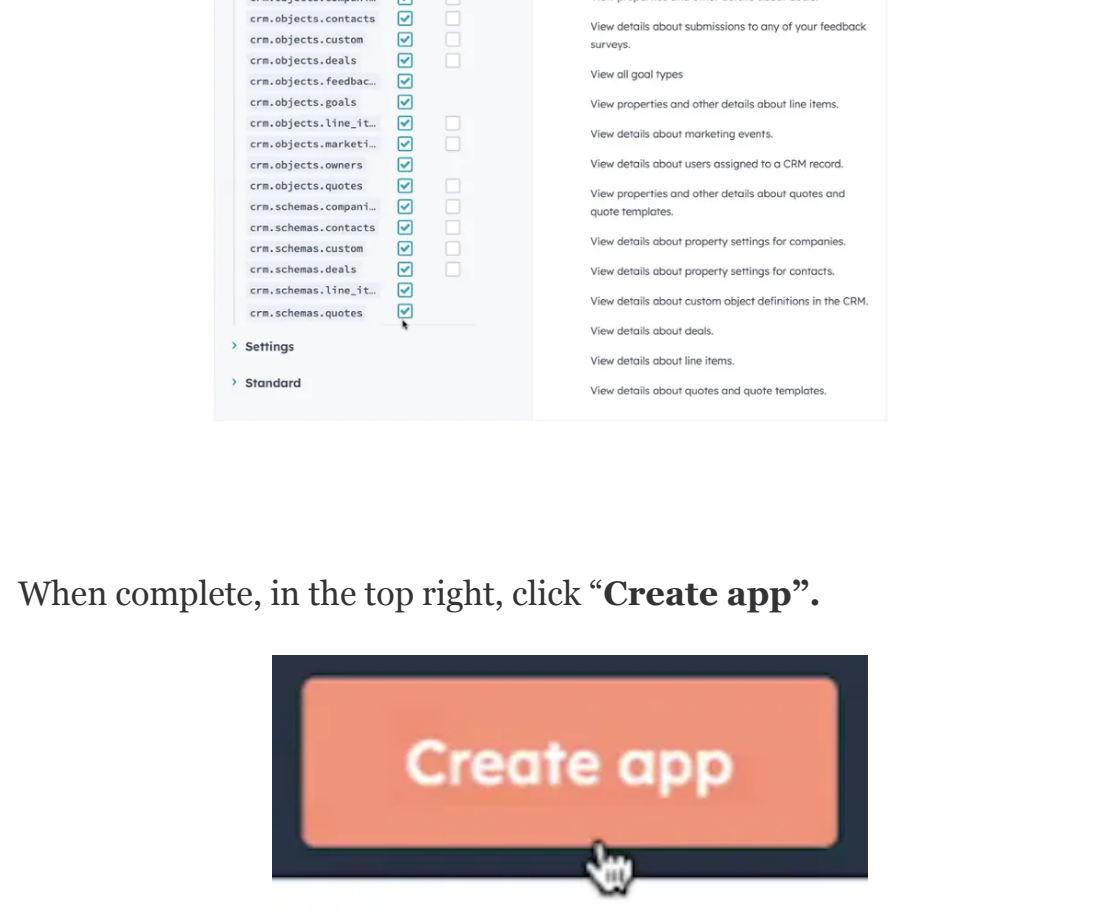 crm.objects.contacts
crm.objects.custom
crm.objects.deals
crm.objects.feedbac...
crm.objects.goals
crm.objects.line_it...
crm.objects.marketi...
crm.objects.owners
crm.objects.quotes
crm.schemas.compani...
crm.schemas.contacts
crm.schemas.custom
crm.schemas.deals
crm.schemas.line_it...
crm.schemas.quotes
Settings
Standard
View details about submissions to any of your feedback
surveys.
View all goal types
View properties and other details about line items.
View details about marketing events.
View details about users assigned to a CRM record.
View properties and other details about quotes and
quote templates.
View details about property settings for companies.
View details about property settings for contacts.
View details about custom object definitions in the CRM.
View details about deals.
View details about line items.
View details about quotes and quote templates.
When complete, in the top right, click “Create app”.
Create app